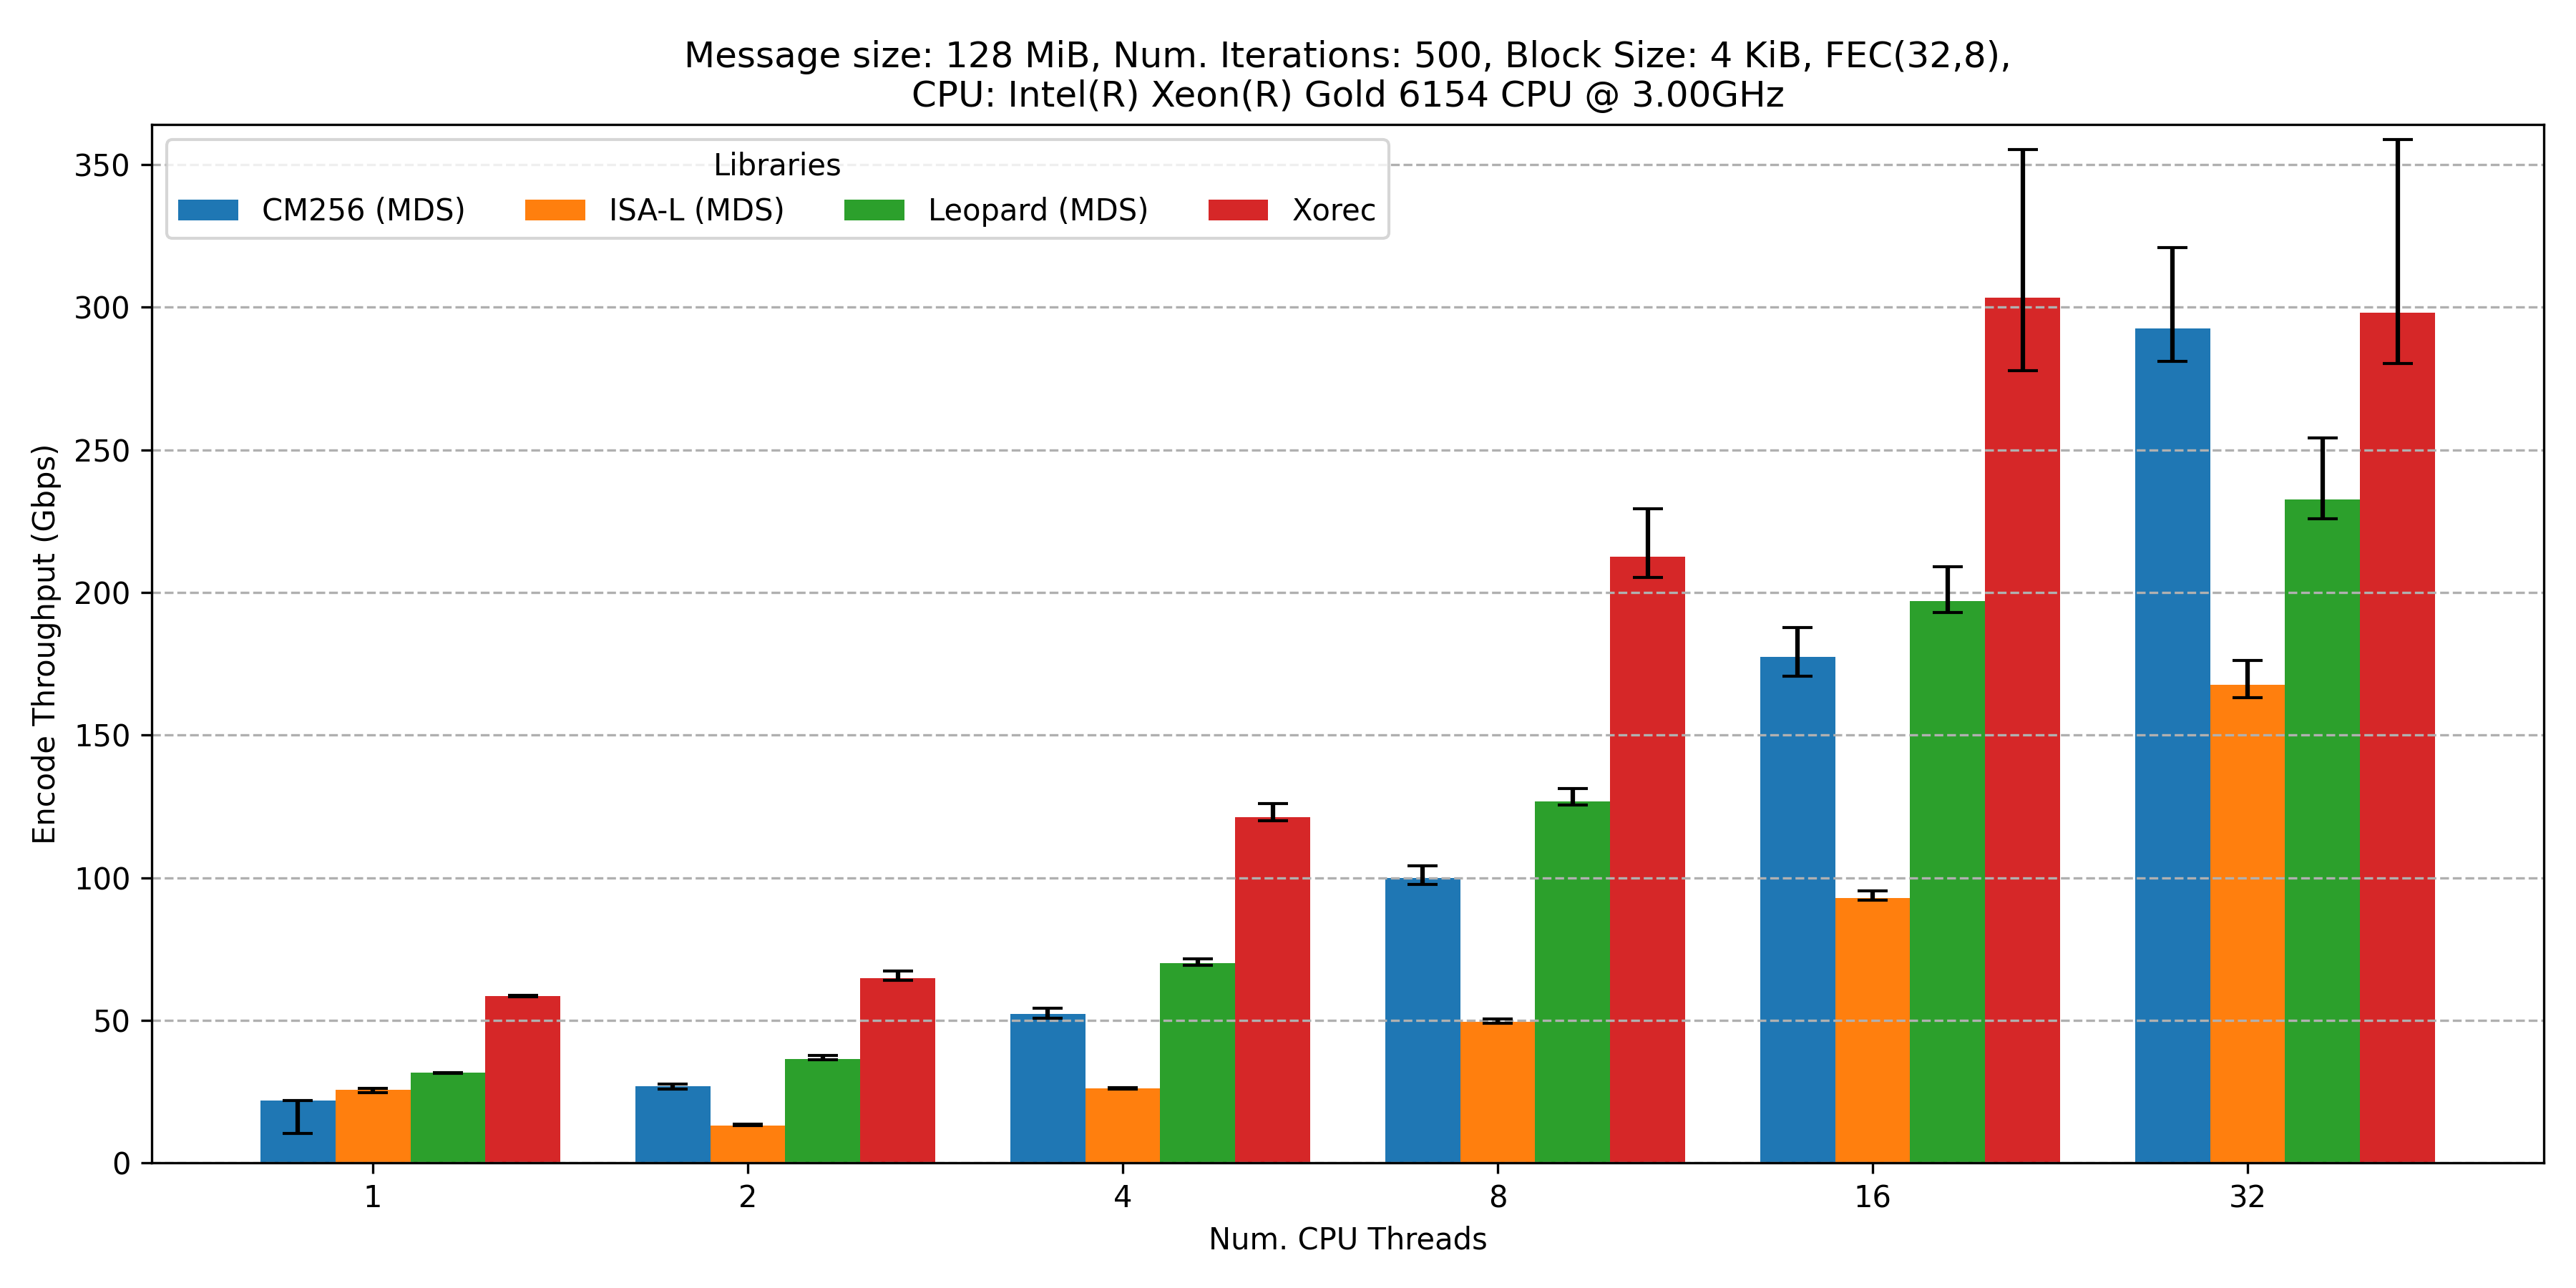 Message size: 128 MiB, Num. Iterations: 500, Block Size: 4 KiB, FEC(32,8),
CPU: Intel(R) Xeon(R) Gold 6154 CPU @ 3.00GHz
Libraries
CM256 (MDS) ISA-L (MDS) Leopard (MDS) Xorec
Encode Throughput (Gbps)
350
300
250
200
150
100
50
0
1 2 4 8 16 32
Num. CPU Threads